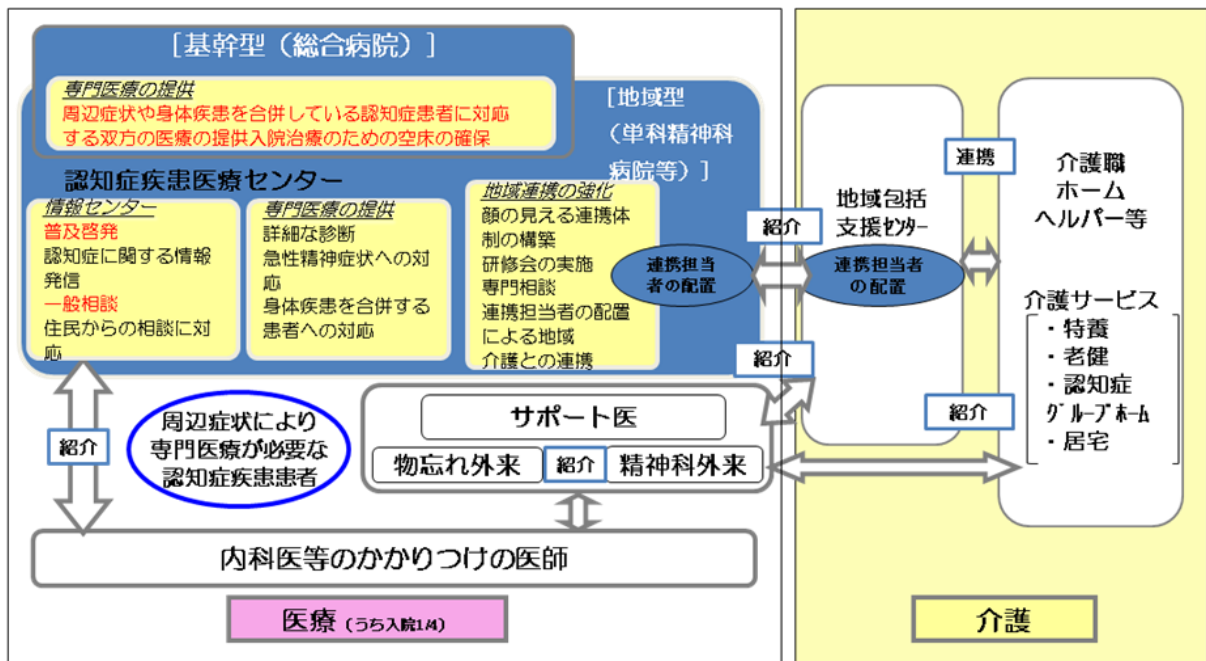 [基幹型（総合病院）]
専門医療の提供
周辺症状や身体疾患を合併している認知症患者に対応
する双方の医療の提供入院治療のための空床の確保
[地域型
（単科精神科
病院等）]
認知症疾患医療センター
情報センター
普及啓発
認知症に関する情報
発信
一般相談
住民からの相談に対
応
専門医療の提供
詳細な診断
急性精神症状への対
応
身体疾患を合併する
患者への対応
地域連携の強化
顔の見える連携体
制の構築
研修会の実施
専門相談
連携担当者の配置
による地域
介護との連携
連携担当
者の配置
紹介
地域包括
支援ｾﾝﾀｰ
連携担当者
の配置
連携
介護職
ホーム
ヘルパー等
介護サービス
・特養
・老健
・認知症
ｸﾞﾙｰﾌﾟﾎｰﾑ
・居宅
紹介
紹介
紹介
周辺症状により
専門医療が必要な
認知症疾患患者
サポート医
物忘れ外来
紹介
精神科外来
内科医等のかかりつけの医師
医療（うち入院1/4）
介護